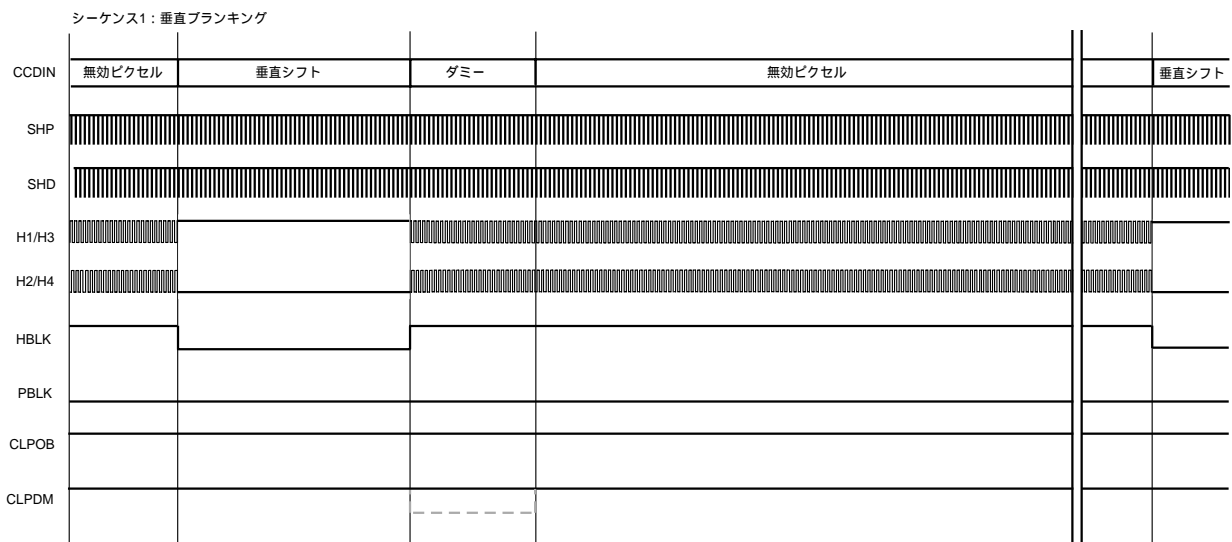 シーケンス1：垂直ブランキング
CCDIN 無効ピクセル 垂直シフト ダミー 無効ピクセル 垂直シフト
SHP
SHD
H1/H3
H2/H4
HBLK
PBLK
CLPOB
CLPDM